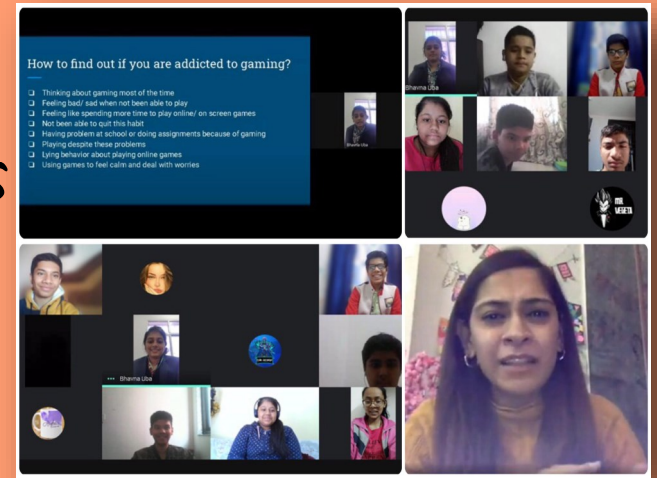 How to find out if you are addicted to gaming?
❑ Thinking about gaming most of the time
❑ Feeling bad/ sad when not been able to play
❑ Feeling like spending more time to play online/ on screen games
❑ Not been able to quit this habit
❑ Having problem at school or doing assignments because of gaming
❑ Playing despite these problems
❑ Lying behavior about playing online games
❑ Using games to feel calm and deal with worries
Bhavna Uba
Bhavna Uba
MR
VEGETA
••• Bhavna Uba